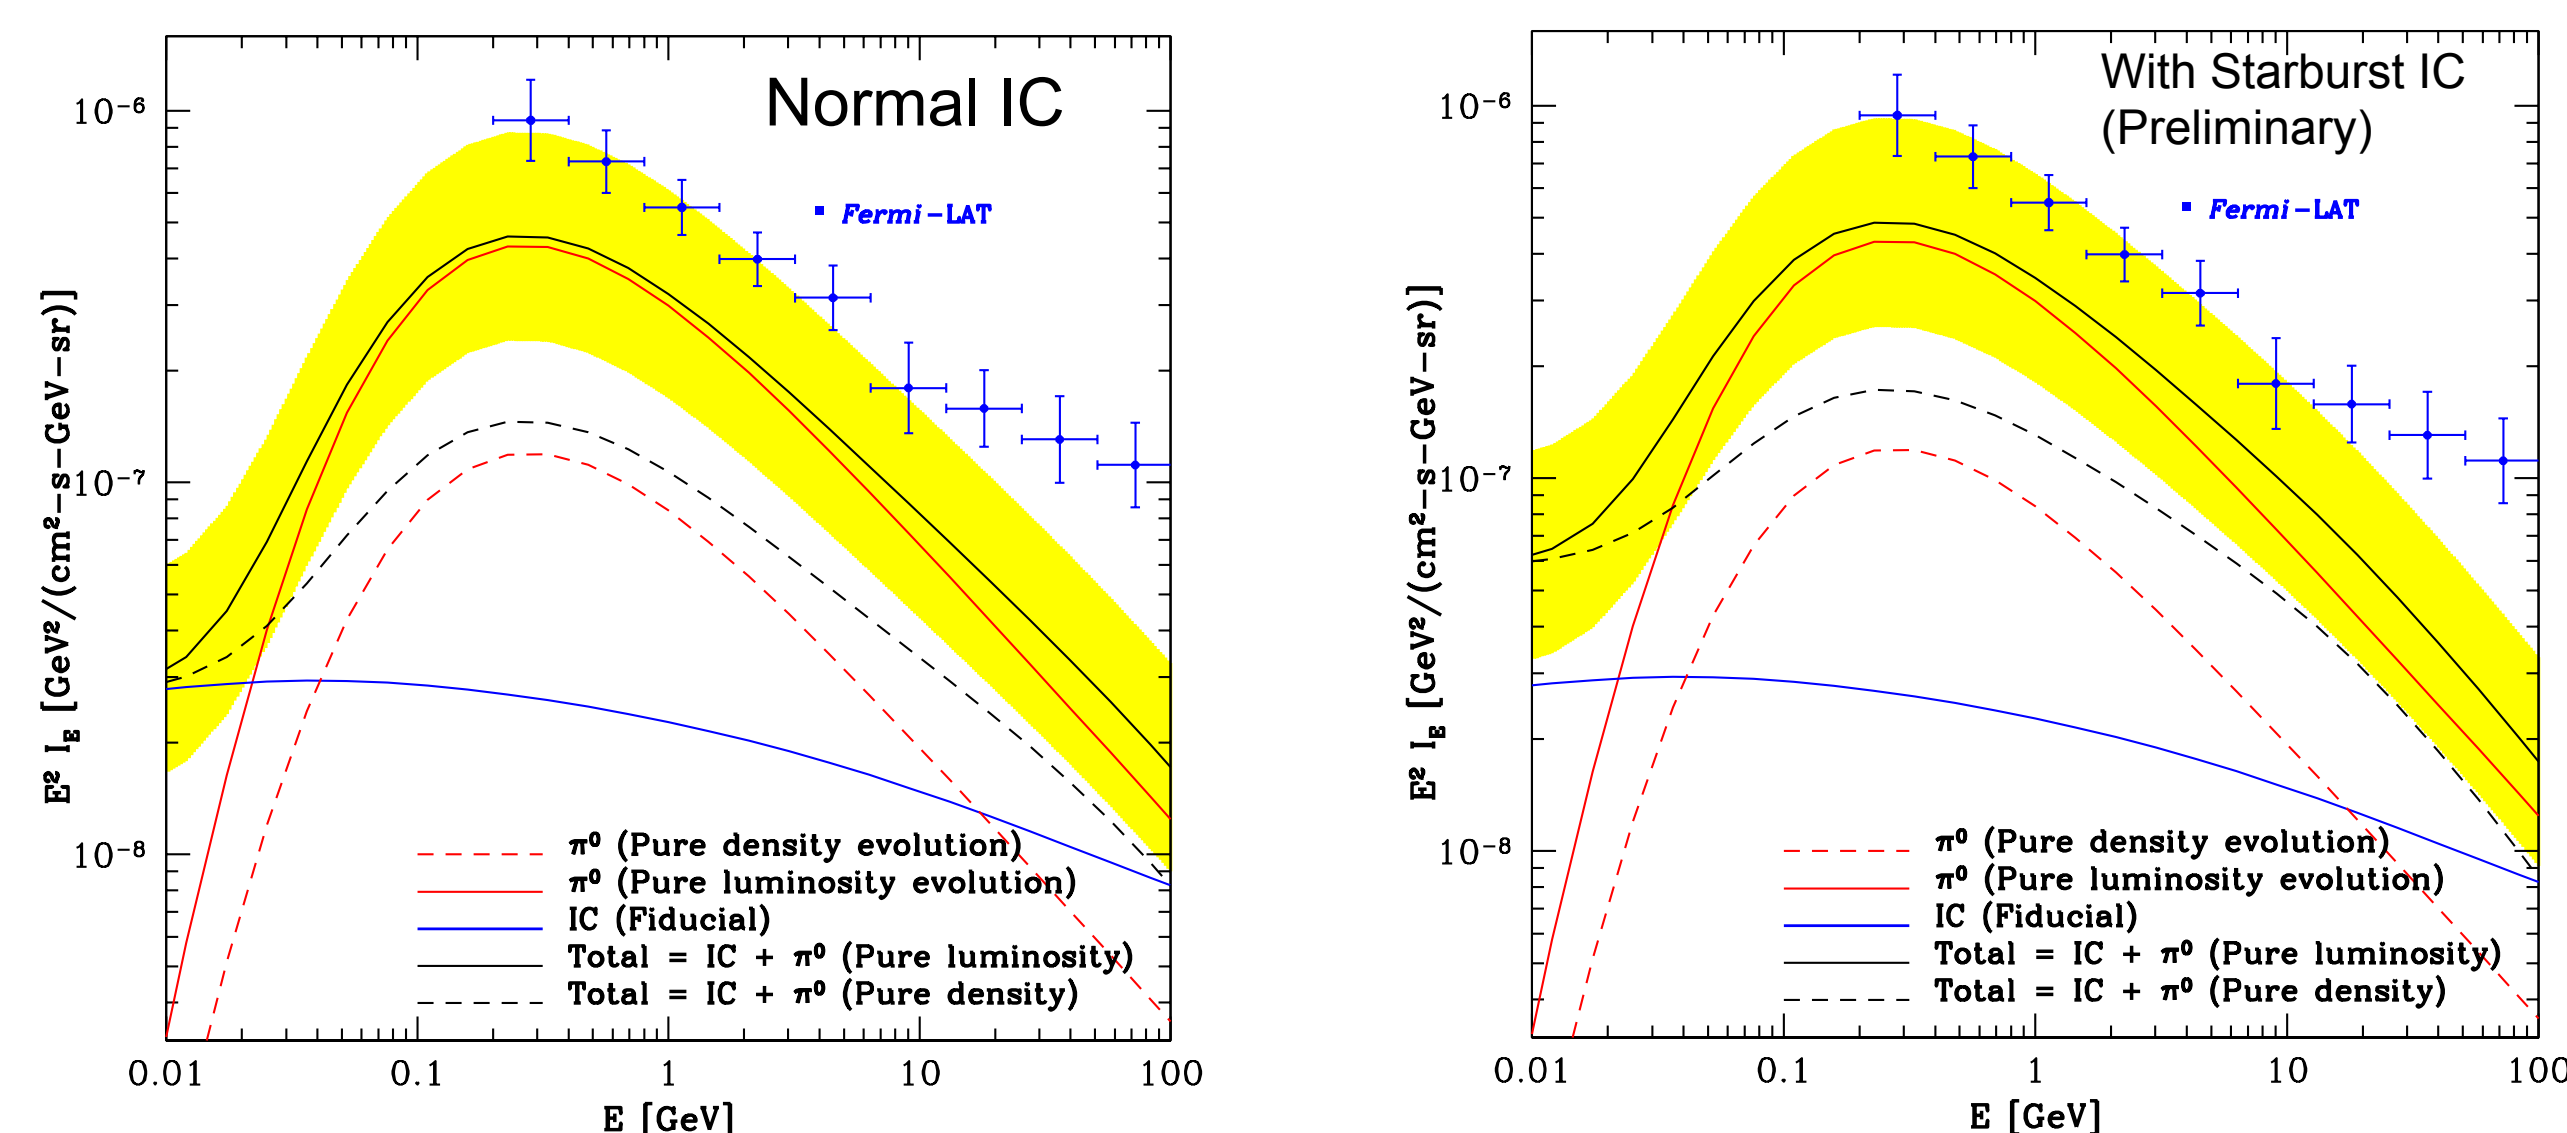 Normal IC
Fermi-LAT
E² I_E [GeV²/(cm²-s-GeV-sr)]
10⁻⁶
10⁻⁷
10⁻⁸
π⁰ (Pure density evolution)
π⁰ (Pure luminosity evolution)
IC (Fiducial)
Total = IC + π⁰ (Pure luminosity)
Total = IC + π⁰ (Pure density)
0.01 0.1 1 10 100
E [GeV]
With Starburst IC
(Preliminary)
Fermi-LAT
E² I_E [GeV²/(cm²-s-GeV-sr)]
10⁻⁶
10⁻⁷
10⁻⁸
π⁰ (Pure density evolution)
π⁰ (Pure luminosity evolution)
IC (Fiducial)
Total = IC + π⁰ (Pure luminosity)
Total = IC + π⁰ (Pure density)
0.01 0.1 1 10 100
E [GeV]